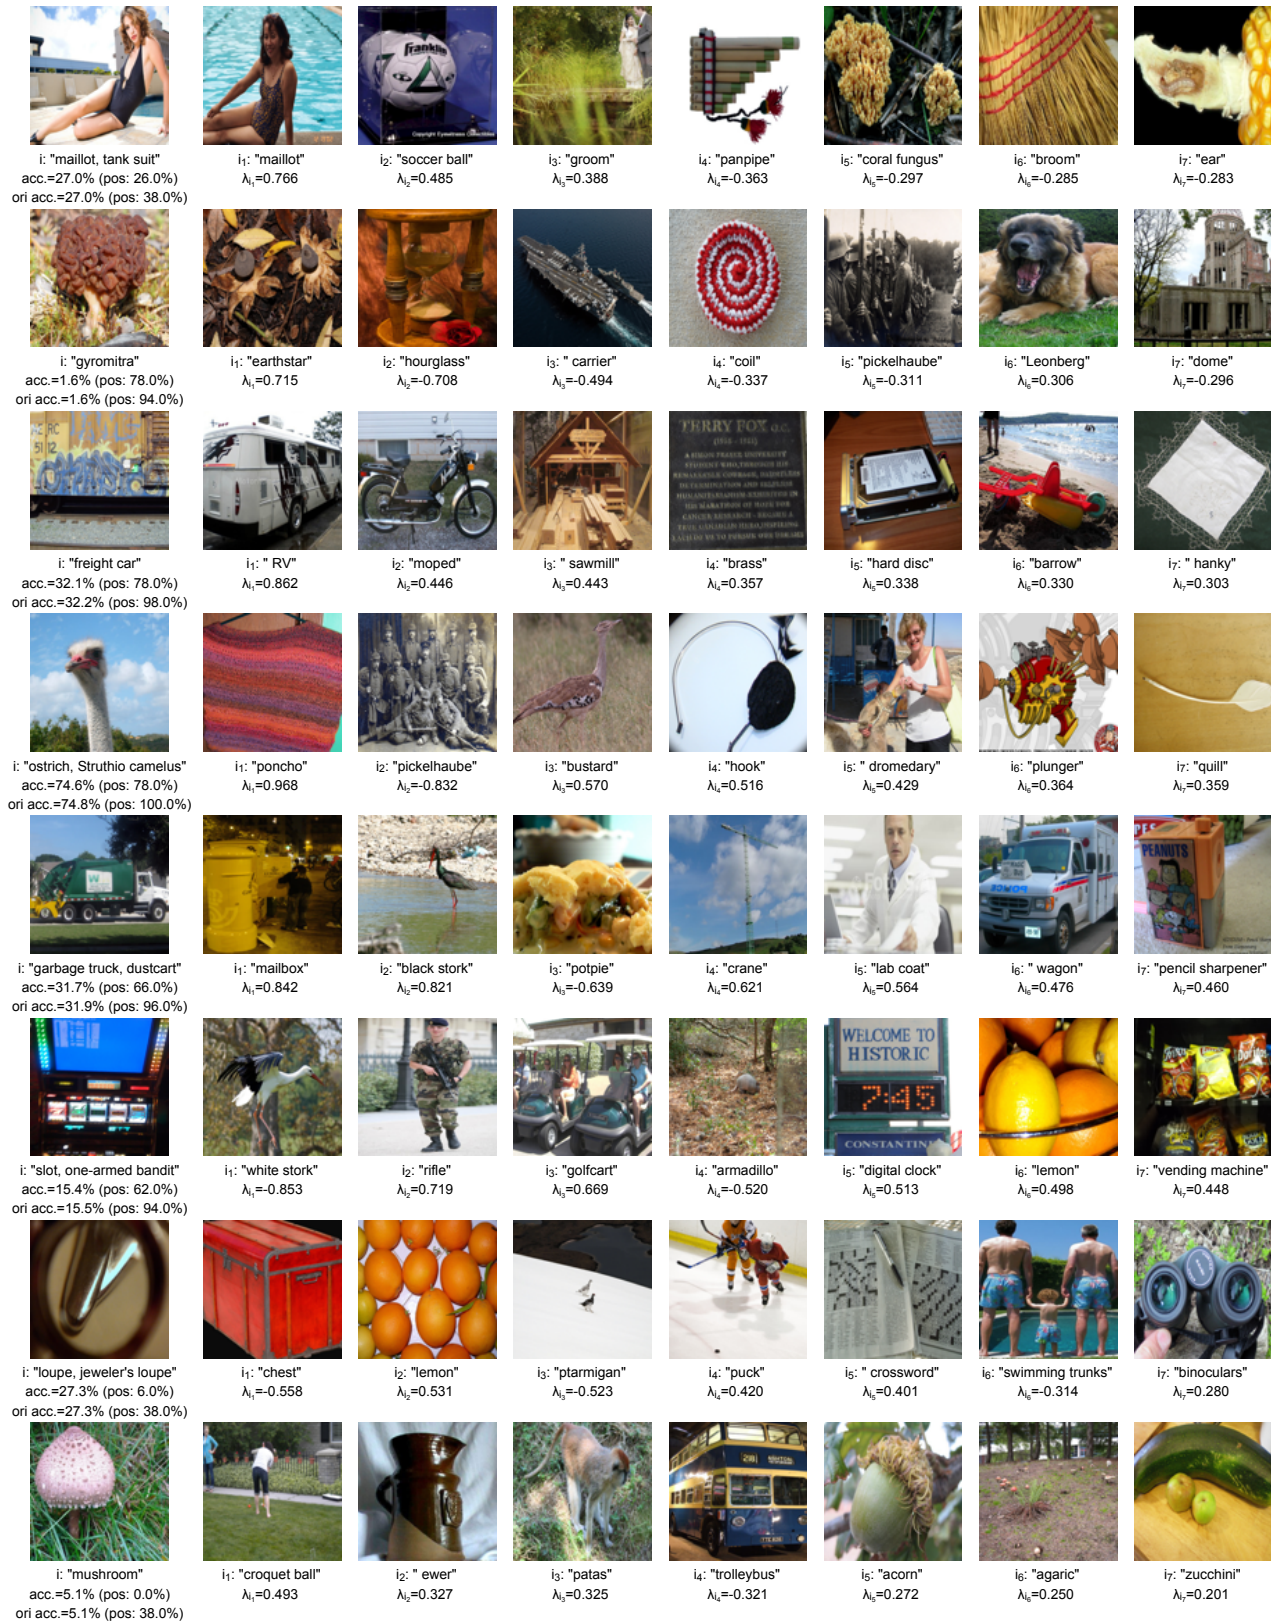 Franklin
Copyright Eyewitness Collectibles
i: "maillot, tank suit"
acc.=27.0% (pos: 26.0%)
ori acc.=27.0% (pos: 38.0%)
i₁: "maillot"
λi₁=0.766
i₂: "soccer ball"
λi₂=0.485
i₃: "groom"
λi₃=0.388
i₄: "panpipe"
λi₄=-0.363
i₅: "coral fungus"
λi₅=-0.297
i₆: "broom"
λi₆=-0.285
i₇: "ear"
λi₇=-0.283
i: "gyromitra"
acc.=1.6% (pos: 78.0%)
ori acc.=1.6% (pos: 94.0%)
i₁: "earthstar"
λi₁=0.715
i₂: "hourglass"
λi₂=-0.708
i₃: " carrier"
λi₃=-0.494
i₄: "coil"
λi₄=-0.337
i₅: "pickelhaube"
λi₅=-0.311
i₆: "Leonberg"
λi₆=0.306
i₇: "dome"
λi₇=-0.296
RC
TERRY FOX
i: "freight car"
acc.=32.1% (pos: 78.0%)
ori acc.=32.2% (pos: 98.0%)
i₁: " RV"
λi₁=0.862
i₂: "moped"
λi₂=0.446
i₃: " sawmill"
λi₃=0.443
i₄: "brass"
λi₄=0.357
i₅: "hard disc"
λi₅=0.338
i₆: "barrow"
λi₆=0.330
i₇: " hanky"
λi₇=0.303
i: "ostrich, Struthio camelus"
acc.=74.6% (pos: 78.0%)
ori acc.=74.8% (pos: 100.0%)
i₁: "poncho"
λi₁=0.968
i₂: "pickelhaube"
λi₂=-0.832
i₃: "bustard"
λi₃=0.570
i₄: "hook"
λi₄=0.516
i₅: " dromedary"
λi₅=0.429
i₆: "plunger"
λi₆=0.364
i₇: "quill"
λi₇=0.359
PEANUTS
i: "garbage truck, dustcart"
acc.=31.7% (pos: 66.0%)
ori acc.=31.9% (pos: 96.0%)
i₁: "mailbox"
λi₁=0.842
i₂: "black stork"
λi₂=0.821
i₃: "potpie"
λi₃=-0.639
i₄: "crane"
λi₄=0.621
i₅: "lab coat"
λi₅=0.564
i₆: " wagon"
λi₆=0.476
i₇: "pencil sharpener"
λi₇=0.460
WELCOME TO
HISTORIC
7:45
CONSTANTINE
i: "slot, one-armed bandit"
acc.=15.4% (pos: 62.0%)
ori acc.=15.5% (pos: 94.0%)
i₁: "white stork"
λi₁=-0.853
i₂: "rifle"
λi₂=0.719
i₃: "golfcart"
λi₃=0.669
i₄: "armadillo"
λi₄=-0.520
i₅: "digital clock"
λi₅=0.513
i₆: "lemon"
λi₆=0.498
i₇: "vending machine"
λi₇=0.448
i: "loupe, jeweler's loupe"
acc.=27.3% (pos: 6.0%)
ori acc.=27.3% (pos: 38.0%)
i₁: "chest"
λi₁=-0.558
i₂: "lemon"
λi₂=0.531
i₃: "ptarmigan"
λi₃=-0.523
i₄: "puck"
λi₄=0.420
i₅: " crossword"
λi₅=0.401
i₆: "swimming trunks"
λi₆=-0.314
i₇: "binoculars"
λi₇=0.280
i: "mushroom"
acc.=5.1% (pos: 0.0%)
ori acc.=5.1% (pos: 38.0%)
i₁: "croquet ball"
λi₁=0.493
i₂: " ewer"
λi₂=0.327
i₃: "patas"
λi₃=0.325
i₄: "trolleybus"
λi₄=-0.321
i₅: "acorn"
λi₅=0.272
i₆: "agaric"
λi₆=0.250
i₇: "zucchini"
λi₇=0.201